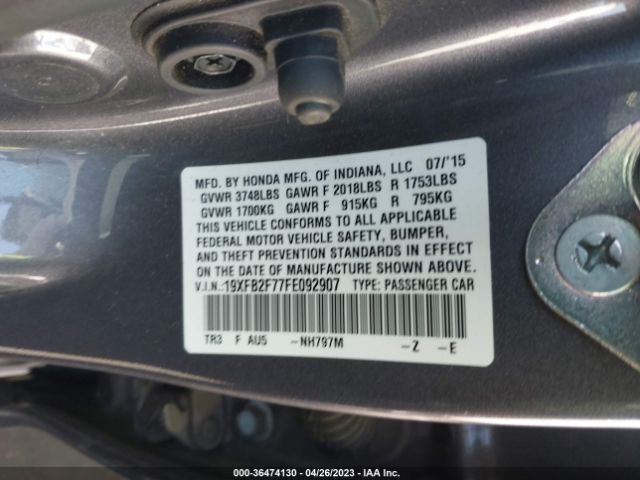 MFD. BY HONDA MFG. OF INDIANA, LLC 07/'15
GVWR 3748LBS GAWR F 2018LBS R 1753LBS
GVWR 1700KG GAWR F 915KG R 795KG
THIS VEHICLE CONFORMS TO ALL APPLICABLE
FEDERAL MOTOR VEHICLE SAFETY, BUMPER,
AND THEFT PREVENTION STANDARDS IN EFFECT
ON THE DATE OF MANUFACTURE SHOWN ABOVE.
V.I.N.:19XFB2F77FE092907 TYPE: PASSENGER CAR
TR3 F AU5 -NH797M -Z -E
000-36474130 - 04/26/2023 - IAA Inc.